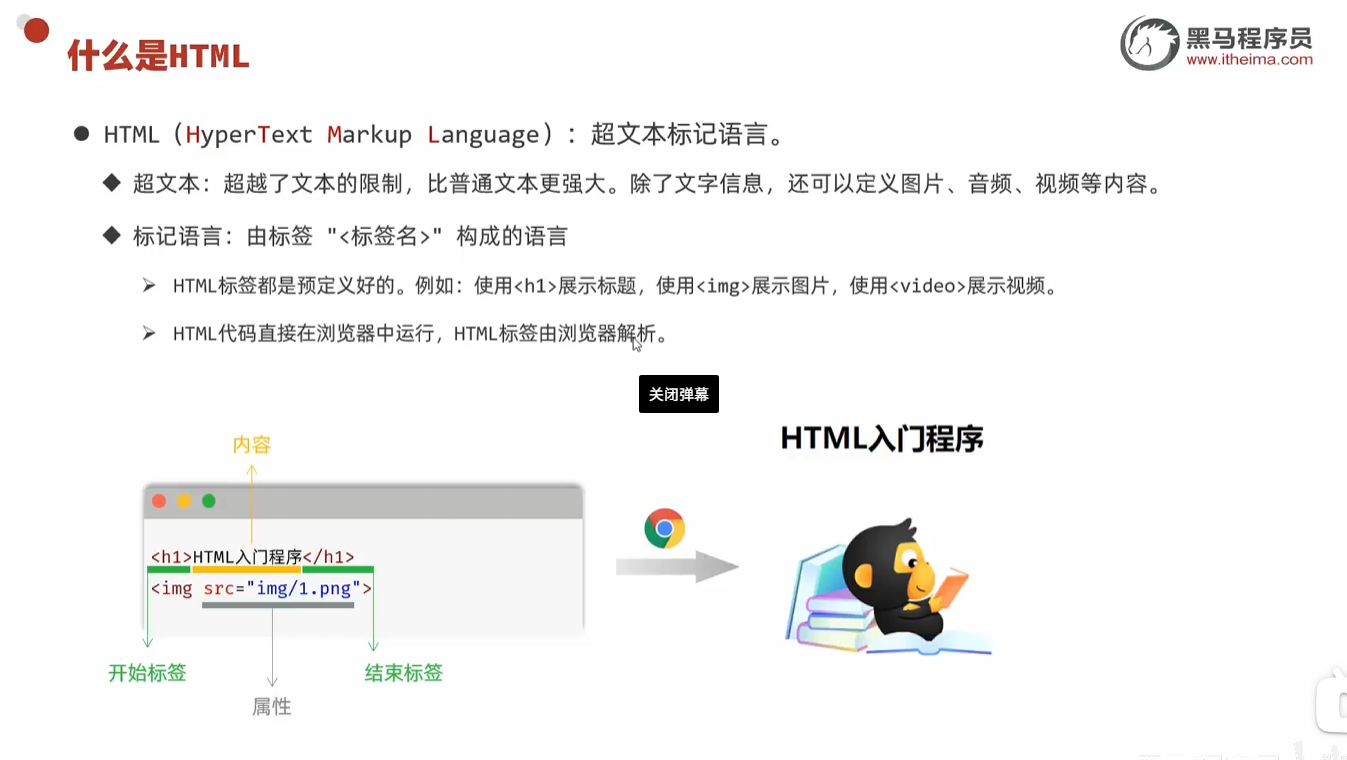 什么是HTML
黑马程序员
www.itheima.com
HTML（HyperText Markup Language）：超文本标记语言。
超文本：超越了文本的限制，比普通文本更强大。除了文字信息，还可以定义图片、音频、视频等内容。
标记语言：由标签 "<标签名>" 构成的语言
HTML标签都是预定义好的。例如：使用<h1>展示标题，使用<img>展示图片，使用<video>展示视频。
HTML代码直接在浏览器中运行，HTML标签由浏览器解析。
关闭弹幕
内容
<h1>HTML入门程序</h1>
<img src="img/1.png">
开始标签
结束标签
属性
HTML入门程序